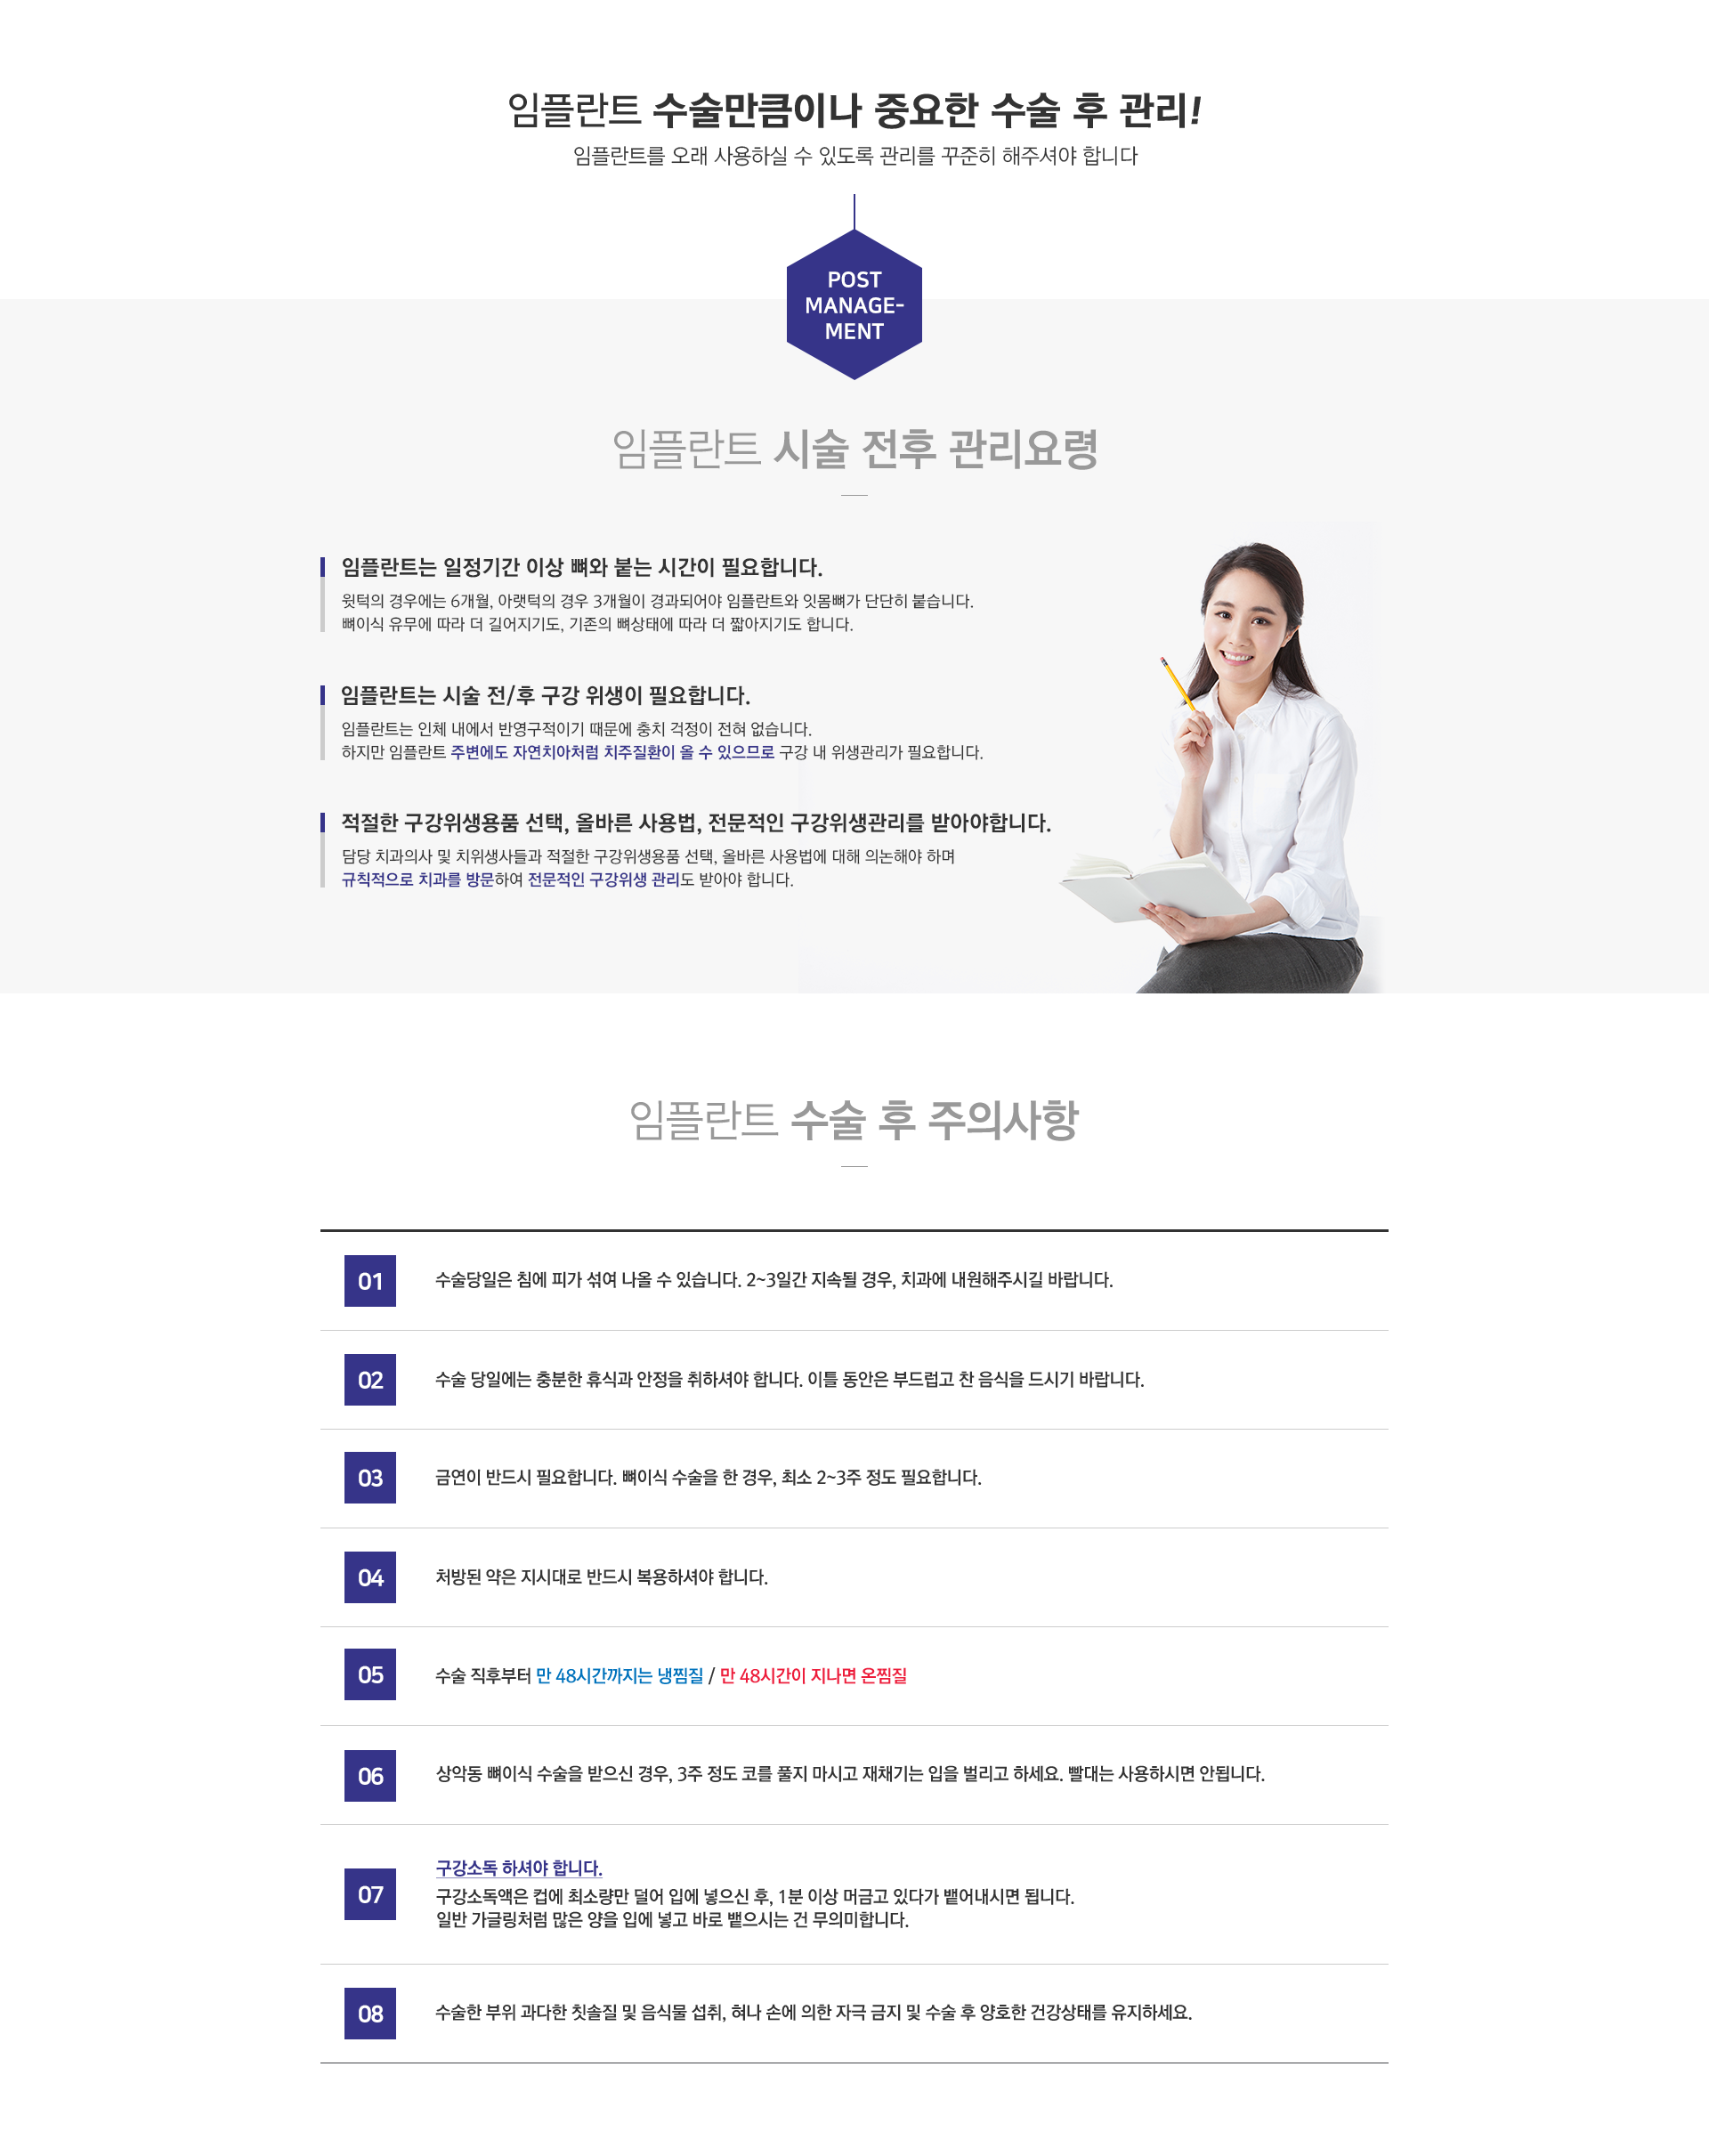 임플란트 수술만큼이나 중요한 수술 후 관리!
임플란트를 오래 사용하실 수 있도록 관리를 꾸준히 해주셔야 합니다
POST
MANAGE-
MENT
임플란트 시술 전후 관리요령
임플란트는 일정기간 이상 뼈와 붙는 시간이 필요합니다.
윗턱의 경우에는 6개월, 아랫턱의 경우 3개월이 경과되어야 임플란트와 잇몸뼈가 단단히 붙습니다.
뼈이식 유무에 따라 더 길어지기도, 기존의 뼈상태에 따라 더 짧아지기도 합니다.
임플란트는 시술 전/후 구강 위생이 필요합니다.
임플란트는 인체 내에서 반영구적이기 때문에 충치 걱정이 전혀 없습니다.
하지만 임플란트 주변에도 자연치아처럼 치주질환이 올 수 있으므로 구강 내 위생관리가 필요합니다.
적절한 구강위생용품 선택, 올바른 사용법, 전문적인 구강위생관리를 받아야합니다.
담당 치과의사 및 치위생사들과 적절한 구강위생용품 선택, 올바른 사용법에 대해 의논해야 하며
규칙적으로 치과를 방문하여 전문적인 구강위생 관리도 받아야 합니다.
임플란트 수술 후 주의사항
01 수술당일은 침에 피가 섞여 나올 수 있습니다. 2~3일간 지속될 경우, 치과에 내원해주시길 바랍니다.
02 수술 당일에는 충분한 휴식과 안정을 취하셔야 합니다. 이틀 동안은 부드럽고 찬 음식을 드시기 바랍니다.
03 금연이 반드시 필요합니다. 뼈이식 수술을 한 경우, 최소 2~3주 정도 필요합니다.
04 처방된 약은 지시대로 반드시 복용하셔야 합니다.
05 수술 직후부터 만 48시간까지는 냉찜질 / 만 48시간이 지나면 온찜질
06 상악동 뼈이식 수술을 받으신 경우, 3주 정도 코를 풀지 마시고 재채기는 입을 벌리고 하세요. 빨대는 사용하시면 안됩니다.
구강소독 하셔야 합니다.
07 구강소독액은 컵에 최소량만 덜어 입에 넣으신 후, 1분 이상 머금고 있다가 뱉어내시면 됩니다.
일반 가글링처럼 많은 양을 입에 넣고 바로 뱉으시는 건 무의미합니다.
08 수술한 부위 과다한 칫솔질 및 음식물 섭취, 혀나 손에 의한 자극 금지 및 수술 후 양호한 건강상태를 유지하세요.